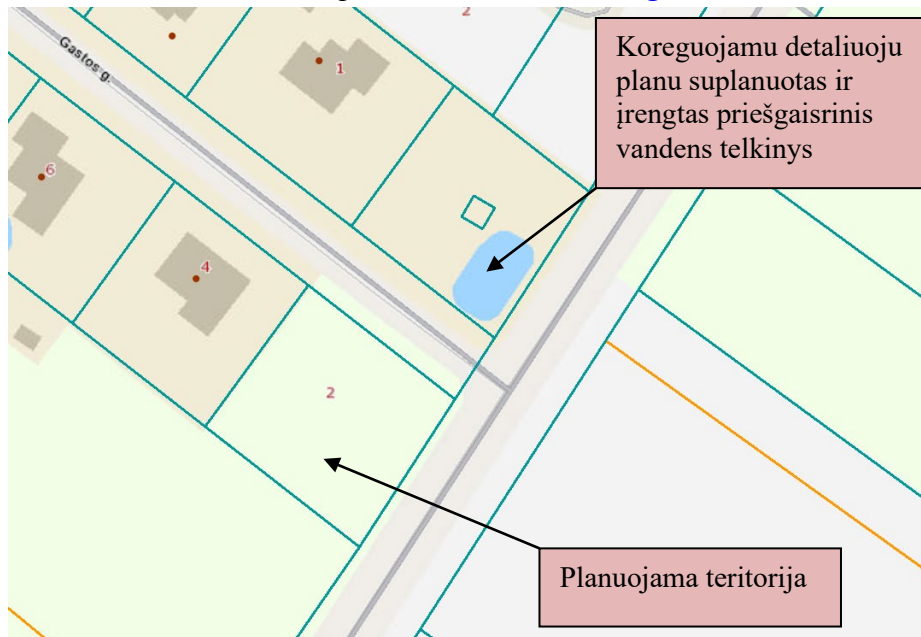 2
Koreguojamu detaliuoju
planu suplanuotas ir
įrengtas priešgaisrinis
vandens telkinys
Gastos g.
1
6
4
2
Planuojama teritorija